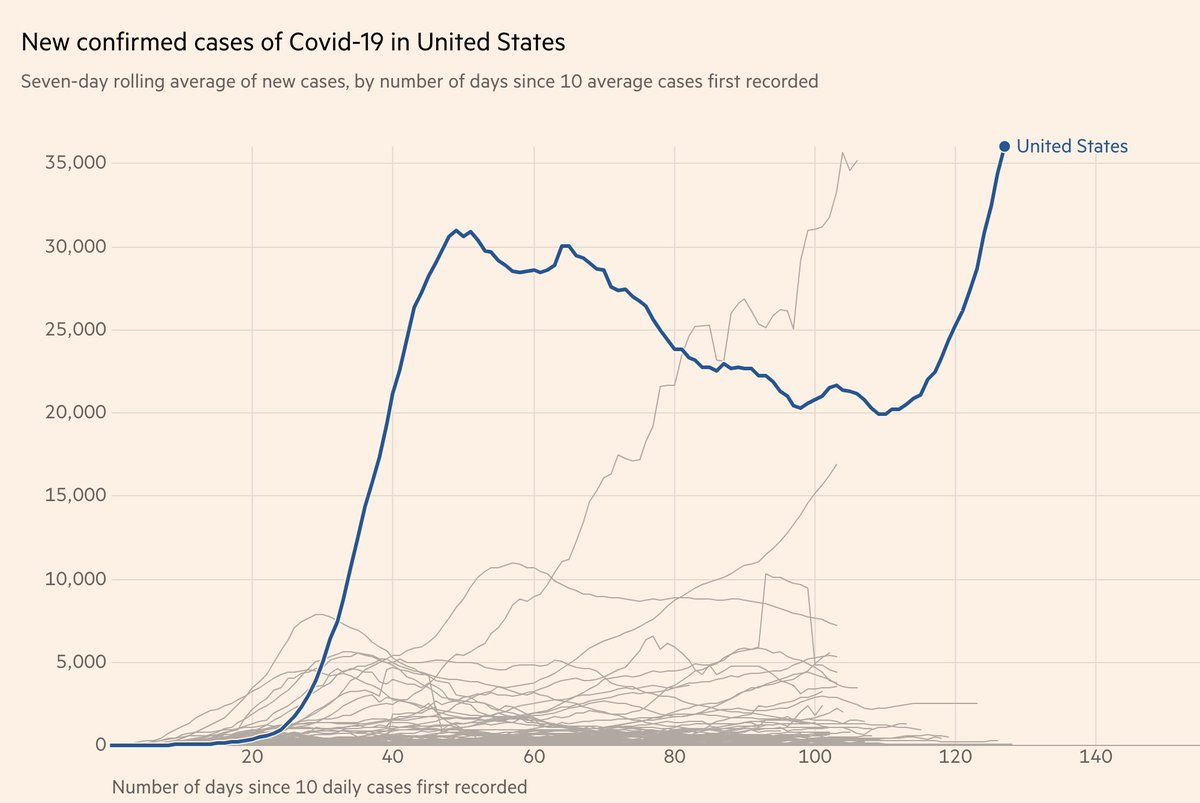 New confirmed cases of Covid-19 in United States
Seven-day rolling average of new cases, by number of days since 10 average cases first recorded
United States
35,000
30,000
25,000
20,000
15,000
10,000
5,000
0
20 40 60 80 100 120 140
Number of days since 10 daily cases first recorded